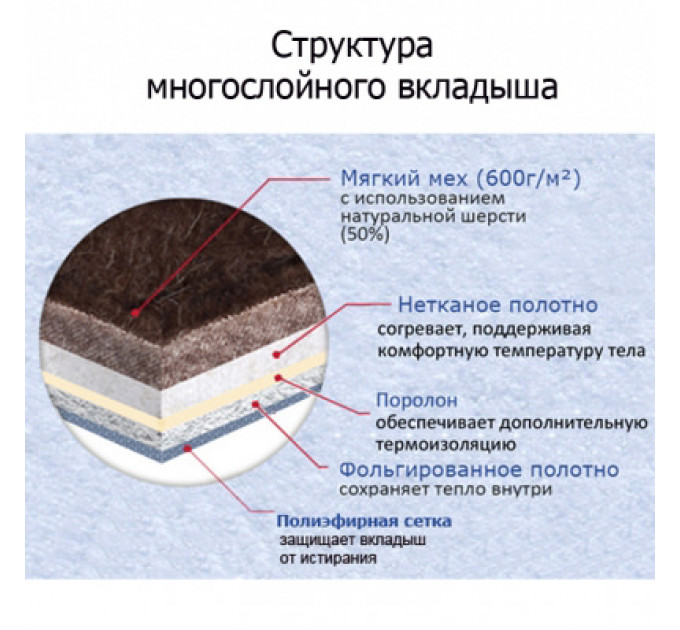 Структура
многослойного вкладыша
Мягкий мех (600г/м²)
с использованием
натуральной шерсти
(50%)
Нетканое полотно
согревает, поддерживая
комфортную температуру тела
Поролон
обеспечивает дополнительную
термоизоляцию
Фольгированное полотно
сохраняет тепло внутри
Полиэфирная сетка
защищает вкладыш
от истирания